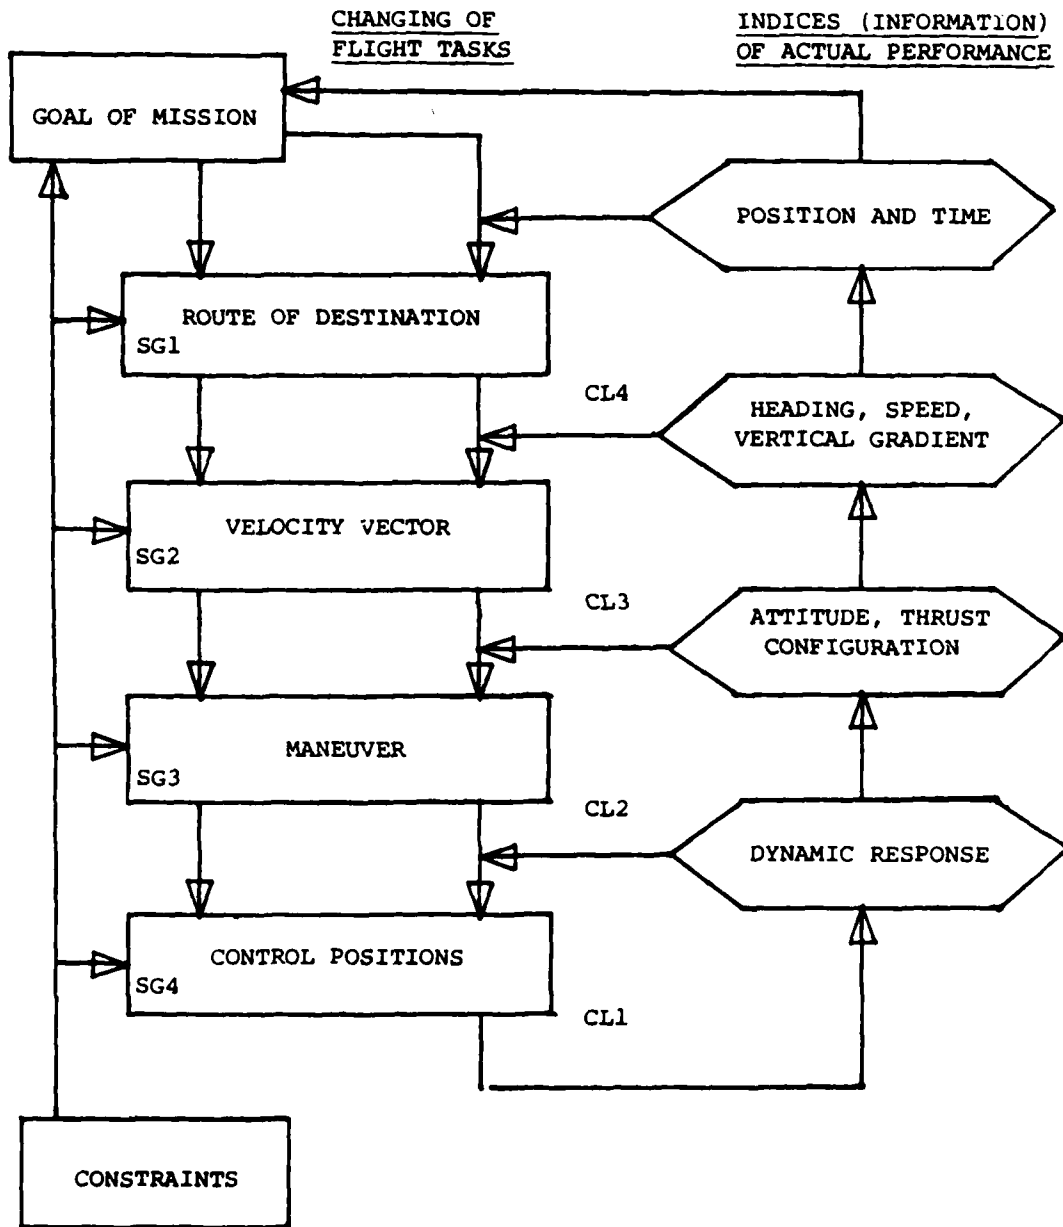 CHANGING OF
FLIGHT TASKS
INDICES (INFORMATION)
OF ACTUAL PERFORMANCE
GOAL OF MISSION
POSITION AND TIME
ROUTE OF DESTINATION
SG1
CL4
HEADING, SPEED,
VERTICAL GRADIENT
VELOCITY VECTOR
SG2
CL3
ATTITUDE, THRUST
CONFIGURATION
MANEUVER
SG3
CL2
DYNAMIC RESPONSE
CONTROL POSITIONS
SG4
CL1
CONSTRAINTS